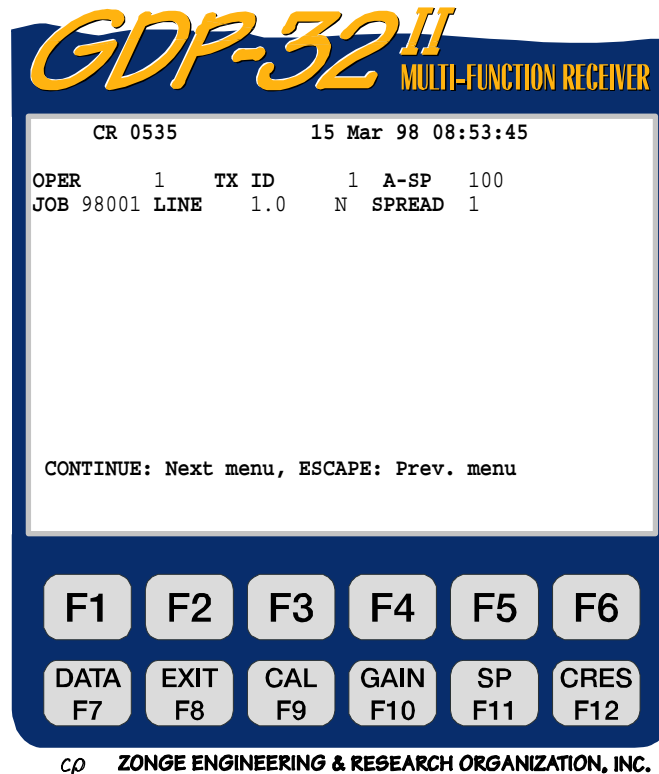 GDP-32 II
MULTI-FUNCTION RECEIVER
CR 0535 15 Mar 98 08:53:45
OPER 1 TX ID 1 A-SP 100
JOB 98001 LINE 1.0 N SPREAD 1
CONTINUE: Next menu, ESCAPE: Prev. menu
F1 F2 F3 F4 F5 F6
DATA EXIT CAL GAIN SP CRES
F7 F8 F9 F10 F11 F12
ZONGE ENGINEERING & RESEARCH ORGANIZATION, INC.